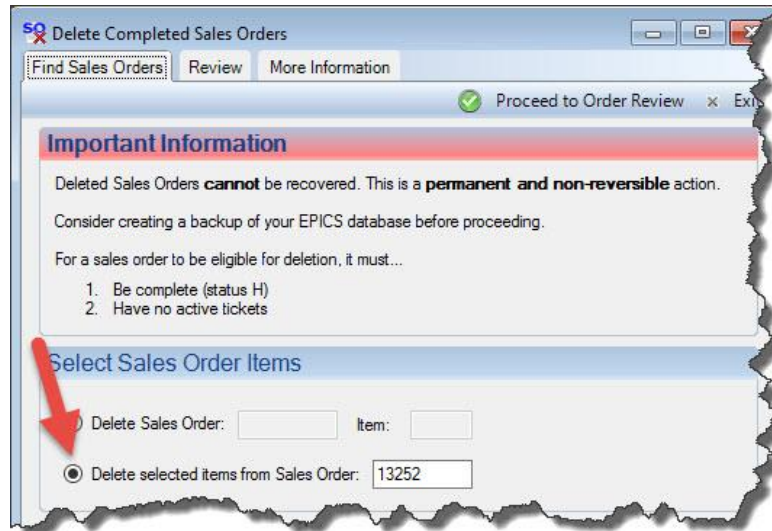 SO Delete Completed Sales Orders
Find Sales Orders Review More Information
Proceed to Order Review Exit
Important Information
Deleted Sales Orders cannot be recovered. This is a permanent and non-reversible action.
Consider creating a backup of your EPICS database before proceeding.
For a sales order to be eligible for deletion, it must...
1. Be complete (status H)
2. Have no active tickets
Select Sales Order Items
Delete Sales Order: Item:
Delete selected items from Sales Order: 13252